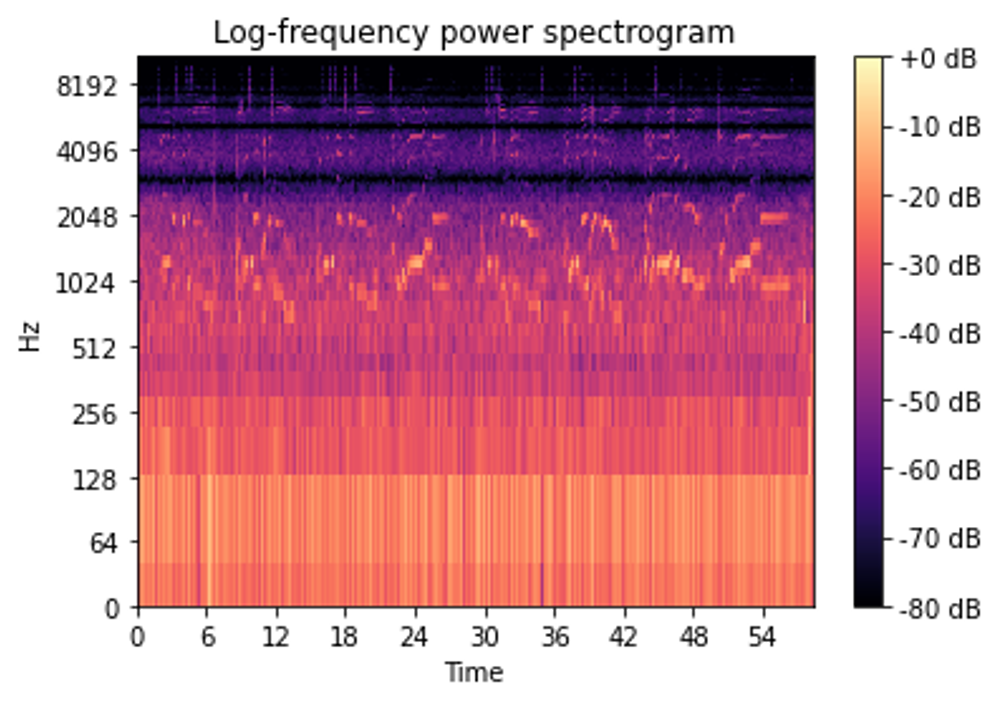 Log-frequency power spectrogram
Hz
8192
4096
2048
1024
512
256
128
64
0
0 6 12 18 24 30 36 42 48 54
Time
+0 dB
-10 dB
-20 dB
-30 dB
-40 dB
-50 dB
-60 dB
-70 dB
-80 dB